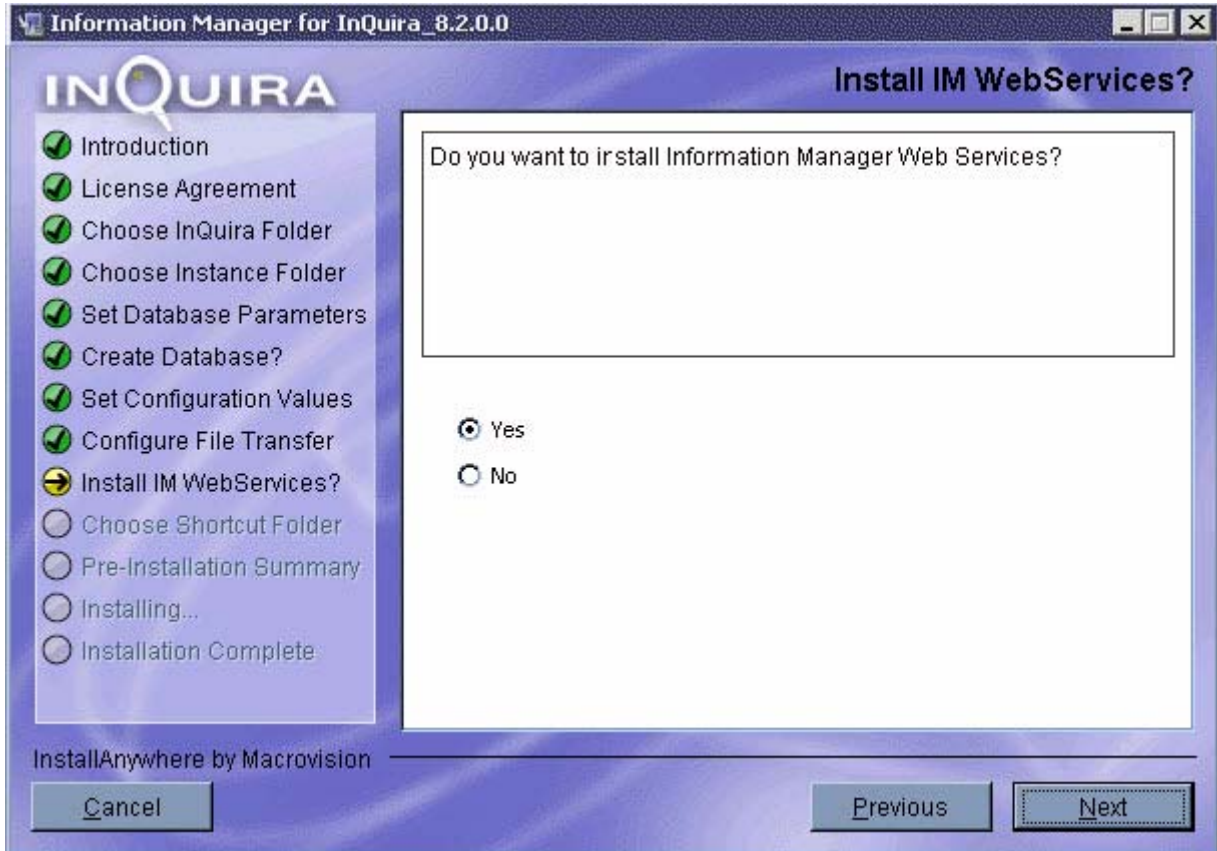 Information Manager for InQuira_8.2.0.0
INQUIRA
Install IM WebServices?
Introduction
License Agreement
Choose InQuira Folder
Choose Instance Folder
Set Database Parameters
Create Database?
Set Configuration Values
Configure File Transfer
Install IM WebServices?
Choose Shortcut Folder
Pre-Installation Summary
Installing...
Installation Complete
Do you want to install Information Manager Web Services?
Yes
No
InstallAnywhere by Macrovision
Cancel
Previous
Next